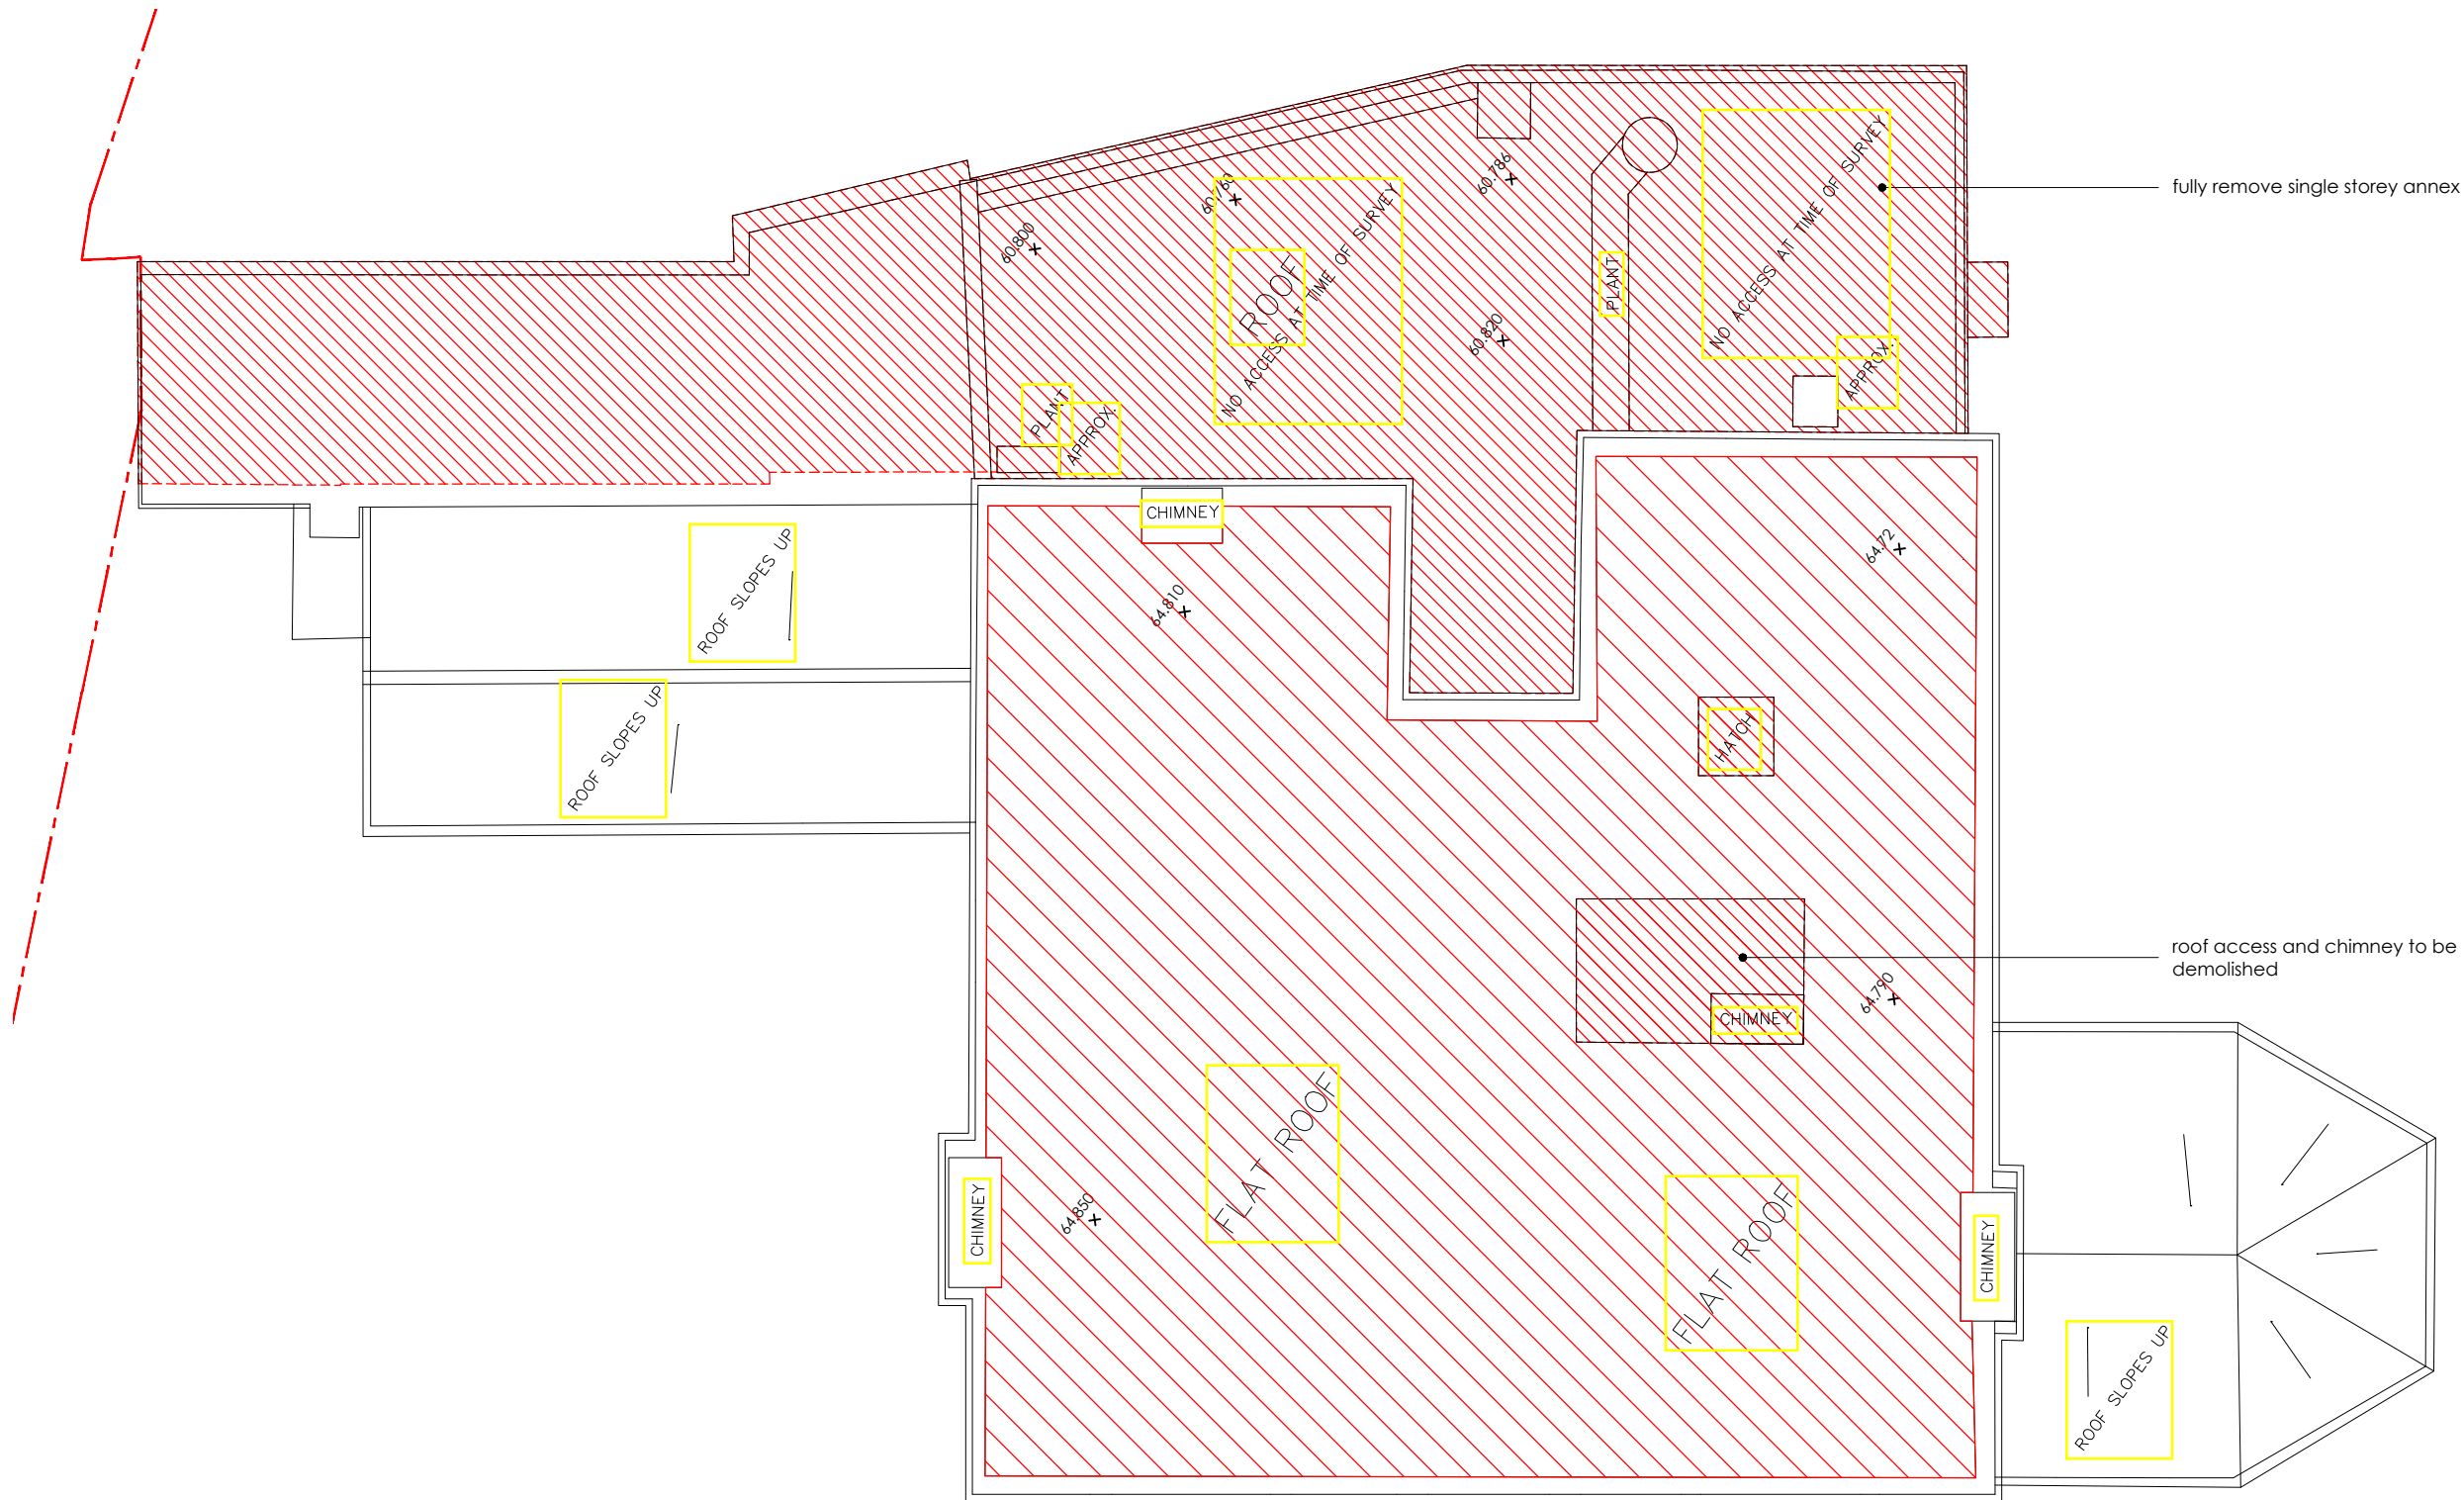 fully remove single storey annex
NO ACCESS AT TIME OF SURVEY
60.786
60.760
60.800
ROOF
NO ACCESS AT TIME OF SURVEY
PLANT
60.820
APPROX.
PLANT
APPROX.
CHIMNEY
64.72
ROOF SLOPES UP
64.810
ROOF SLOPES UP
HATCH
roof access and chimney to be
demolished
64.790
CHIMNEY
FLAT ROOF
64.850
CHIMNEY
FLAT ROOF
CHIMNEY
ROOF SLOPES UP